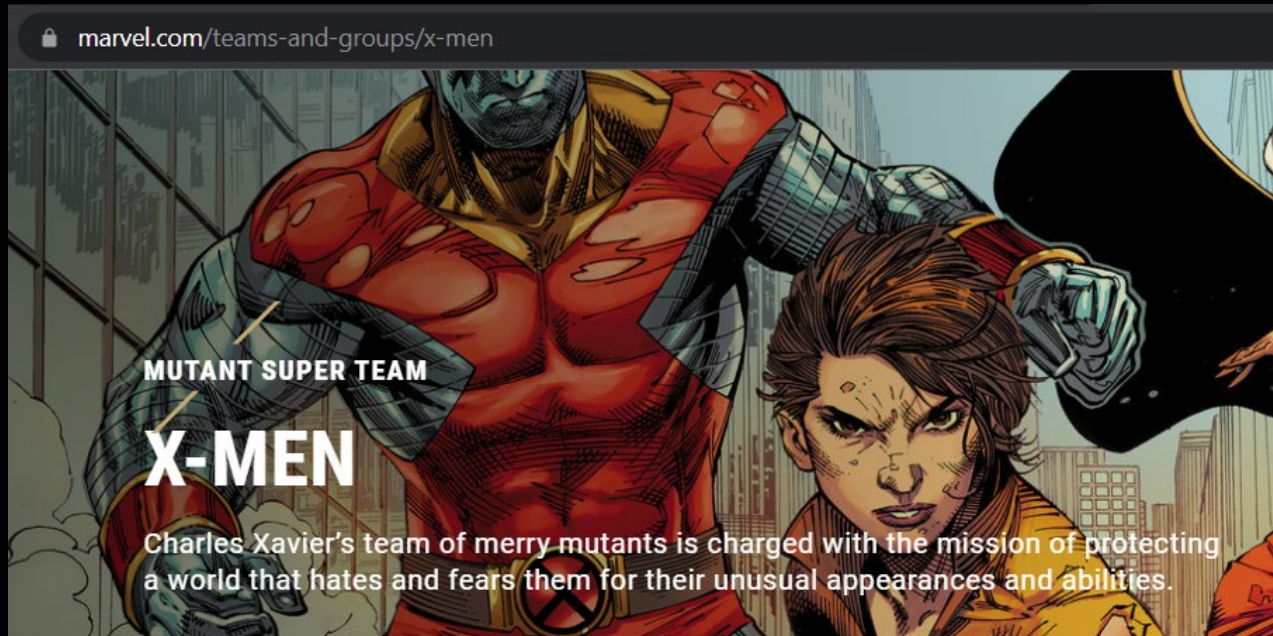 marvel.com/teams-and-groups/x-men
MUTANT SUPER TEAM
X-MEN
Charles Xavier’s team of merry mutants is charged with the mission of protecting
a world that hates and fears them for their unusual appearances and abilities.